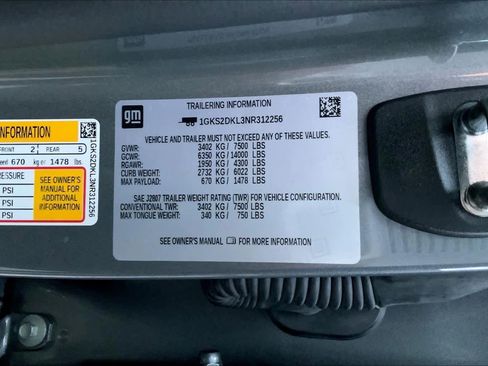 INFORMATION
FRONT 2 REAR 5
670 kg or 1478 lbs.
PRESSURE
SEE OWNER'S
MANUAL FOR
ADDITIONAL
INFORMATION
PSI
PSI
PSI
1GKS2DKL3NR312256
gm
TRAILERING INFORMATION
1GKS2DKL3NR312256
VEHICLE AND TRAILER MUST NOT EXCEED ANY OF THESE VALUES.
GVWR: 3402 KG / 7500 LBS
GCWR: 6350 KG / 14000 LBS
RGAWR: 1950 KG / 4300 LBS
CURB WEIGHT: 2732 KG / 6022 LBS
MAX PAYLOAD: 670 KG / 1478 LBS
SAE J2807 TRAILER WEIGHT RATING (TWR) FOR VEHICLE CONFIGURATION.
CONVENTIONAL TWR: 3402 KG / 7500 LBS
MAX TONGUE WEIGHT: 340 KG / 750 LBS
SEE OWNER'S MANUAL FOR MORE INFORMATION